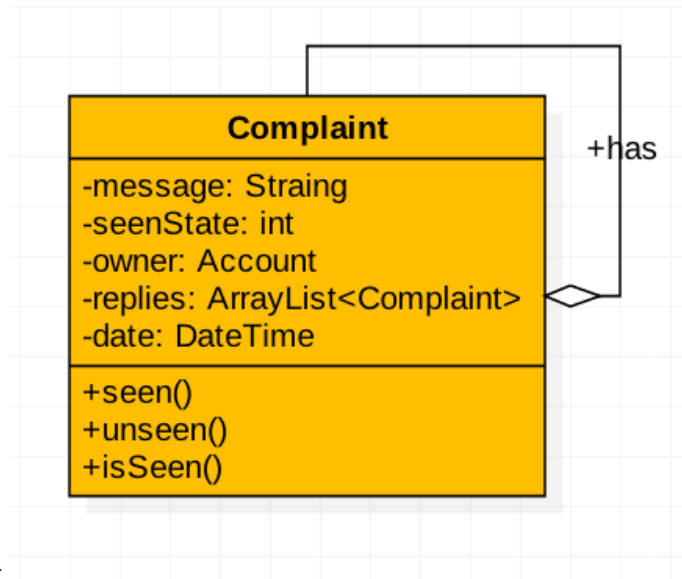 Complaint
+has
-message: Straing
-seenState: int
-owner: Account
-replies: ArrayList<Complaint>
-date: DateTime
+seen()
+unseen()
+isSeen()